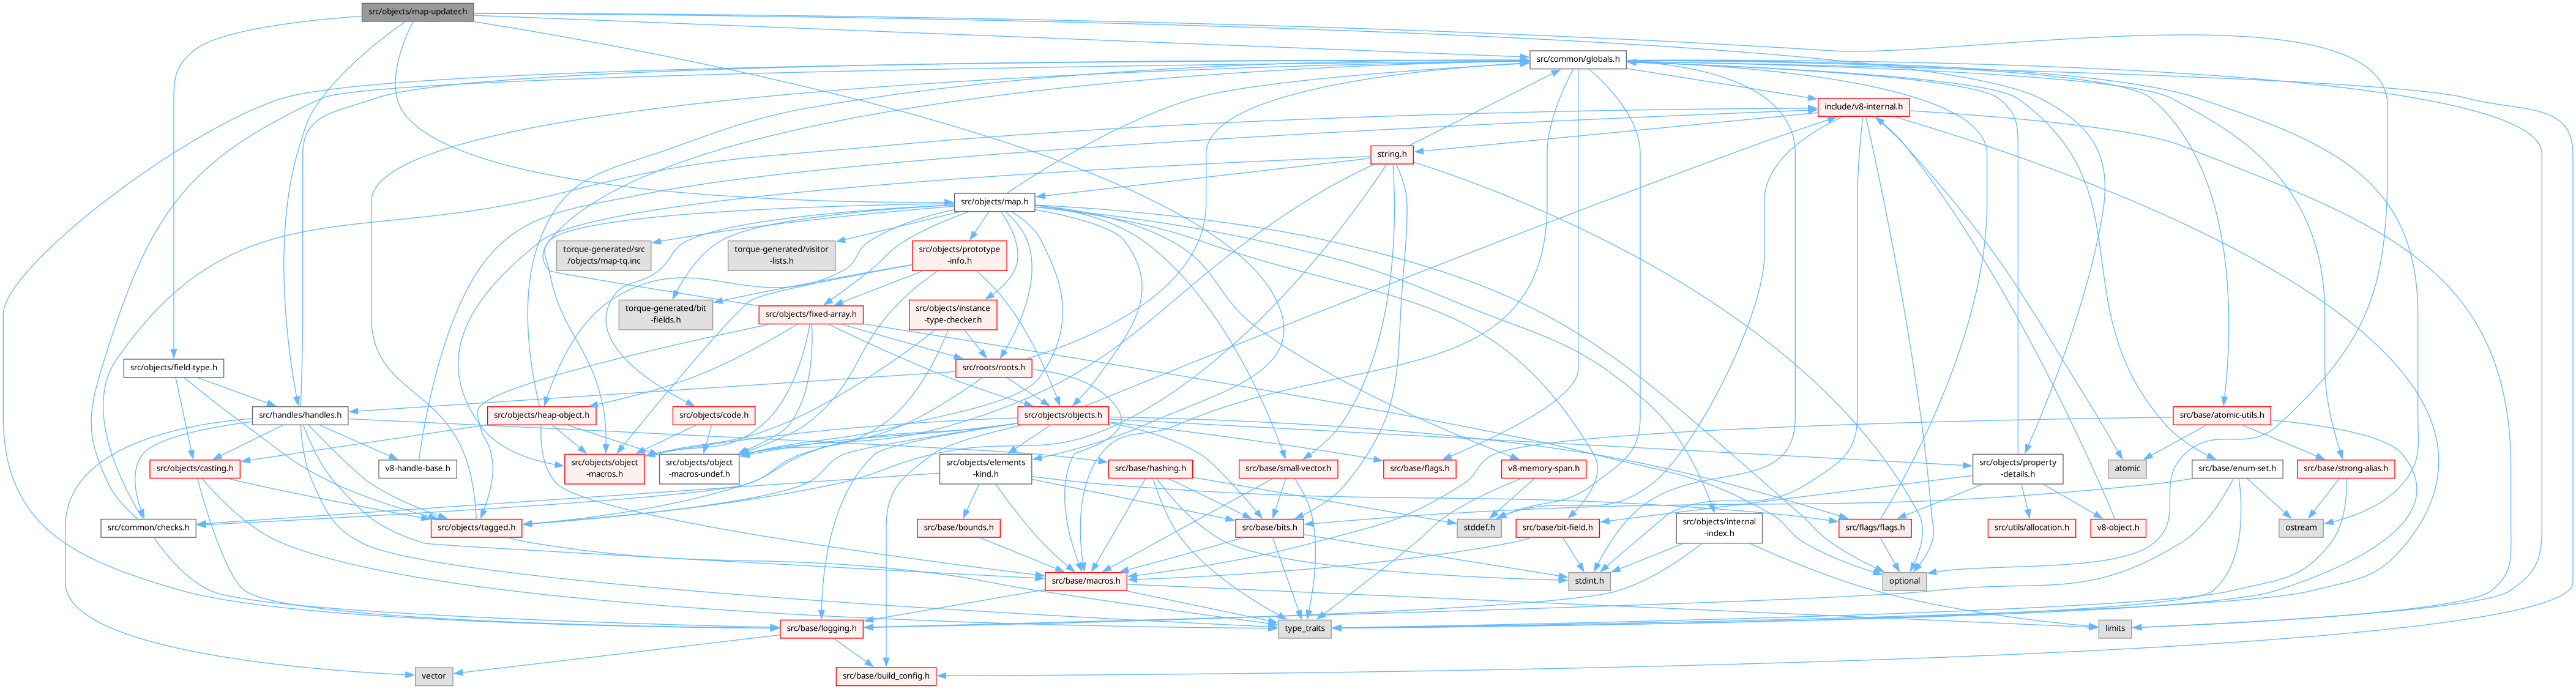 src/objects/map-updater.h
src/common/globals.h
include/v8-internal.h
string.h
src/objects/map.h
torque-generated/src
/objects/map-tq.inc
torque-generated/visitor
-lists.h
src/objects/prototype
-info.h
torque-generated/bit
-fields.h
src/objects/fixed-array.h
src/objects/instance
-type-checker.h
src/objects/field-type.h
src/roots/roots.h
src/handles/handles.h
src/objects/heap-object.h
src/objects/code.h
src/objects/objects.h
src/base/atomic-utils.h
src/objects/casting.h
v8-handle-base.h
src/objects/object
-macros.h
src/objects/object
-macros-undef.h
src/objects/elements
-kind.h
src/base/hashing.h
src/base/small-vector.h
src/base/flags.h
v8-memory-span.h
src/objects/property
-details.h
atomic
src/base/enum-set.h
src/base/strong-alias.h
src/common/checks.h
src/objects/tagged.h
src/base/bounds.h
src/base/bits.h
stddef.h
src/base/bit-field.h
src/objects/internal
-index.h
src/flags/flags.h
src/utils/allocation.h
v8-object.h
ostream
src/base/macros.h
stdint.h
optional
src/base/logging.h
type_traits
limits
vector
src/base/build_config.h